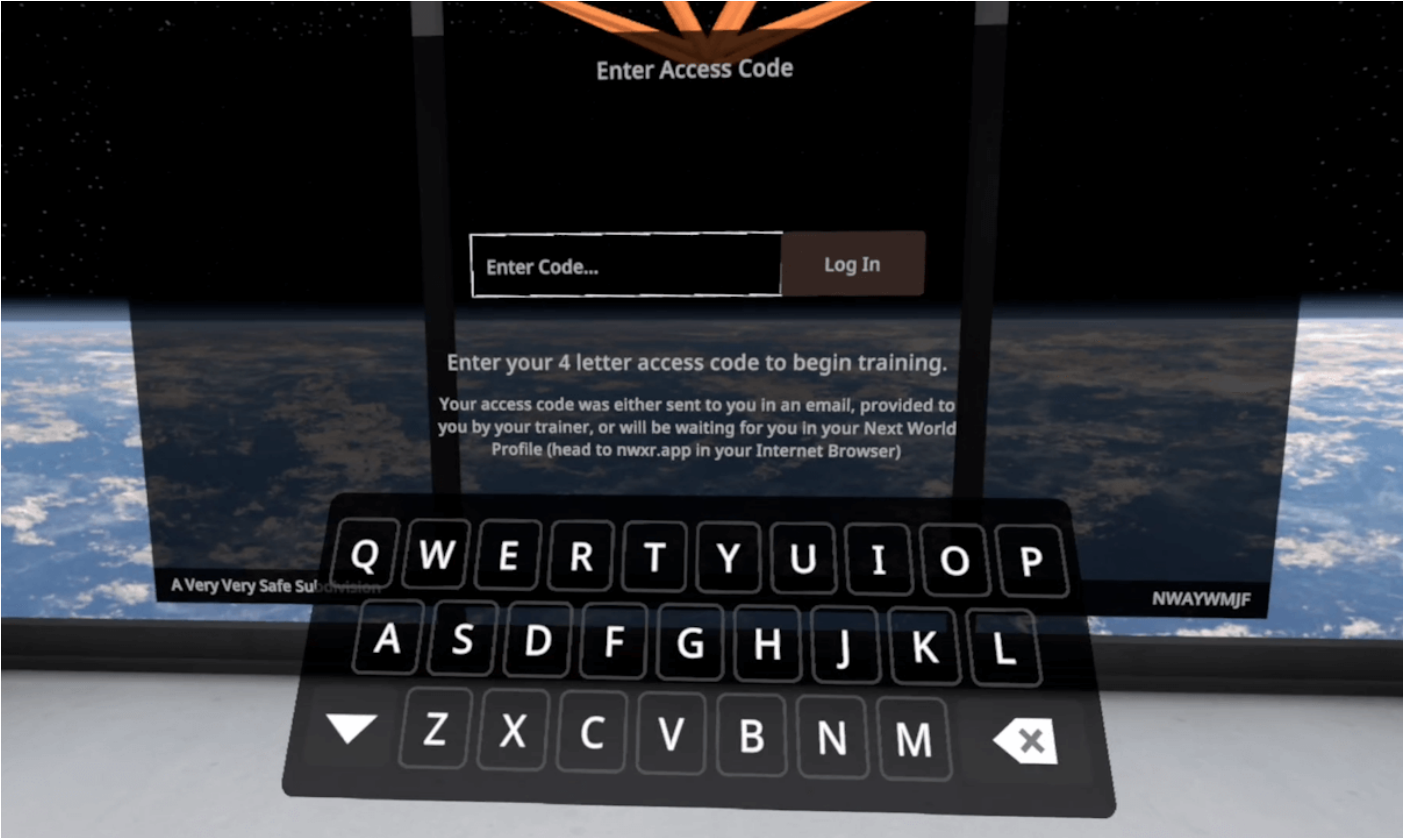 Enter Access Code
Enter Code...
Log In
Enter your 4 letter access code to begin training.
Your access code was either sent to you in an email, provided to
you by your trainer, or will be waiting for you in your Next World
Profile (head to nwxr.app in your Internet Browser)
Q W E R T Y U I O P
A Very Very Safe Subdivision
NWAYWMJF
A S D F G H J K L
Z X C V B N M